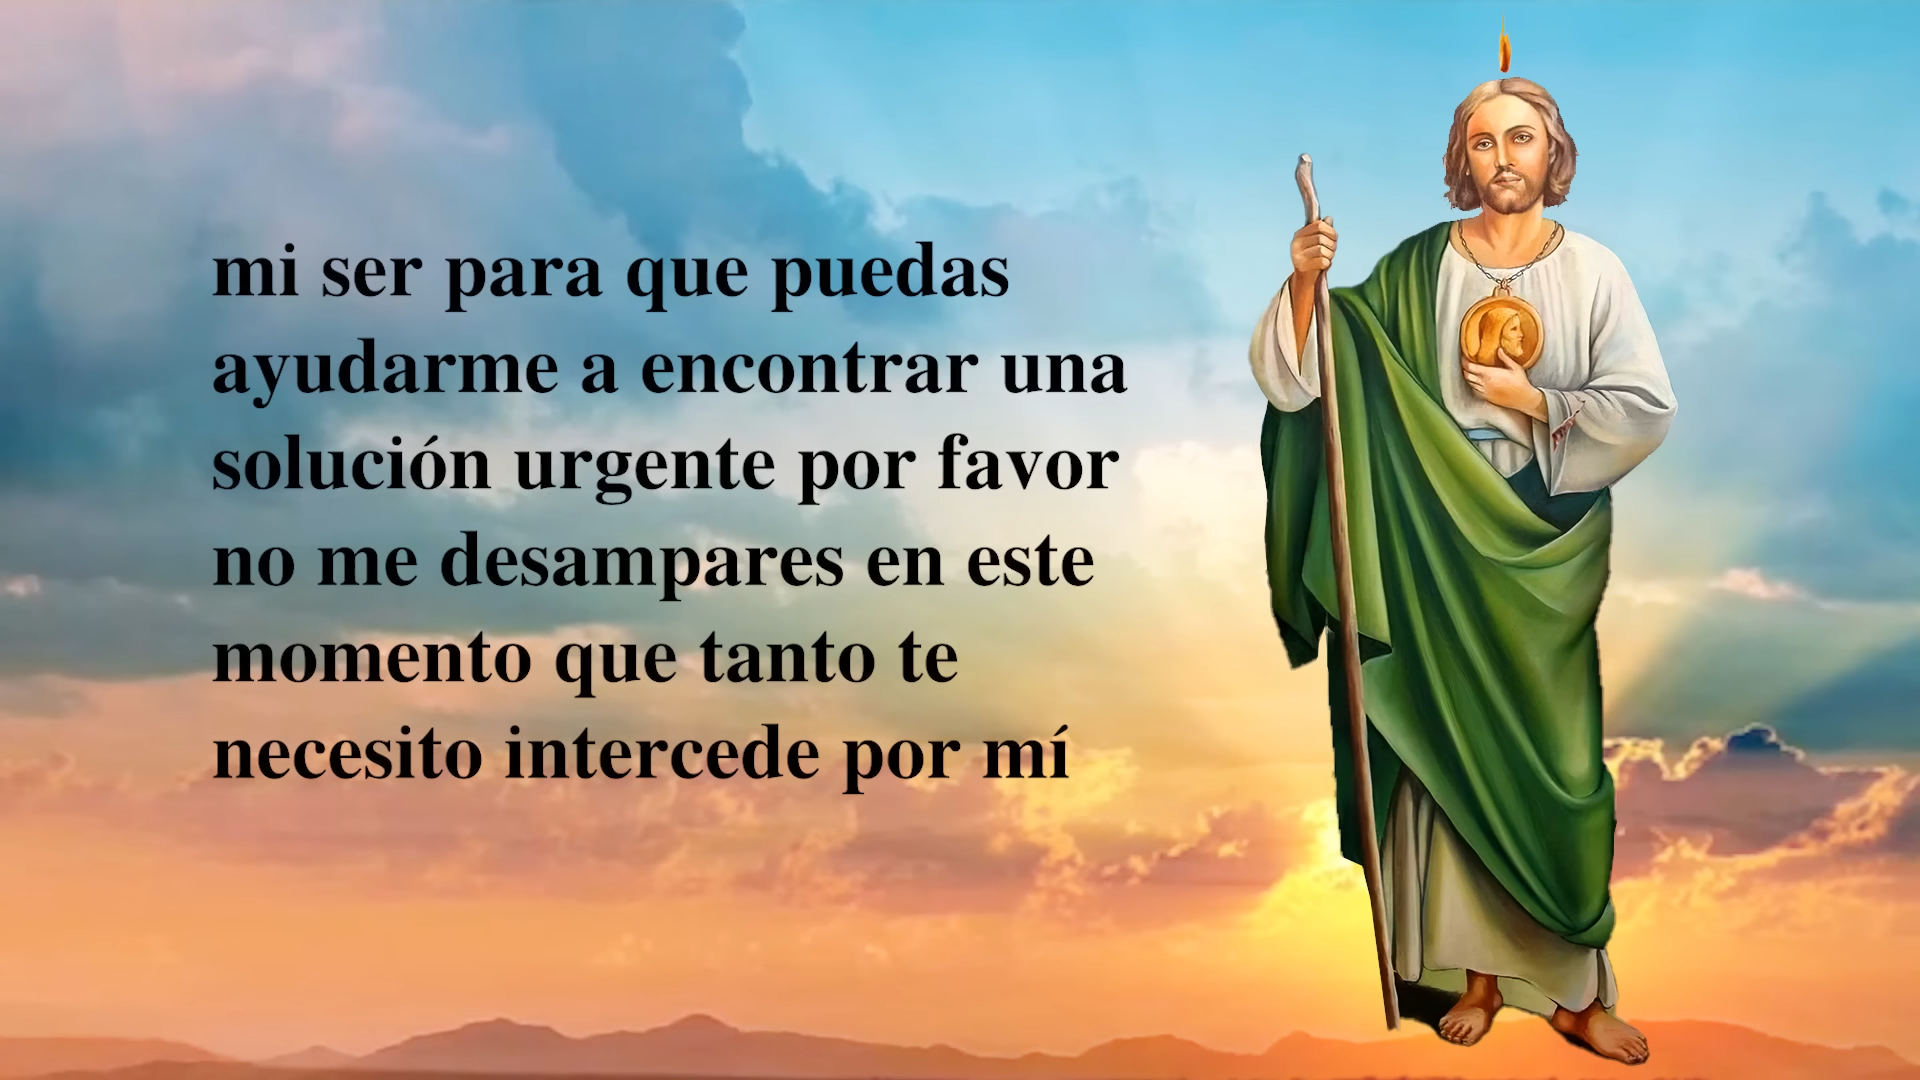 mi ser para que puedas
ayudarme a encontrar una
solución urgente por favor
no me desampares en este
momento que tanto te
necesito intercede por mí